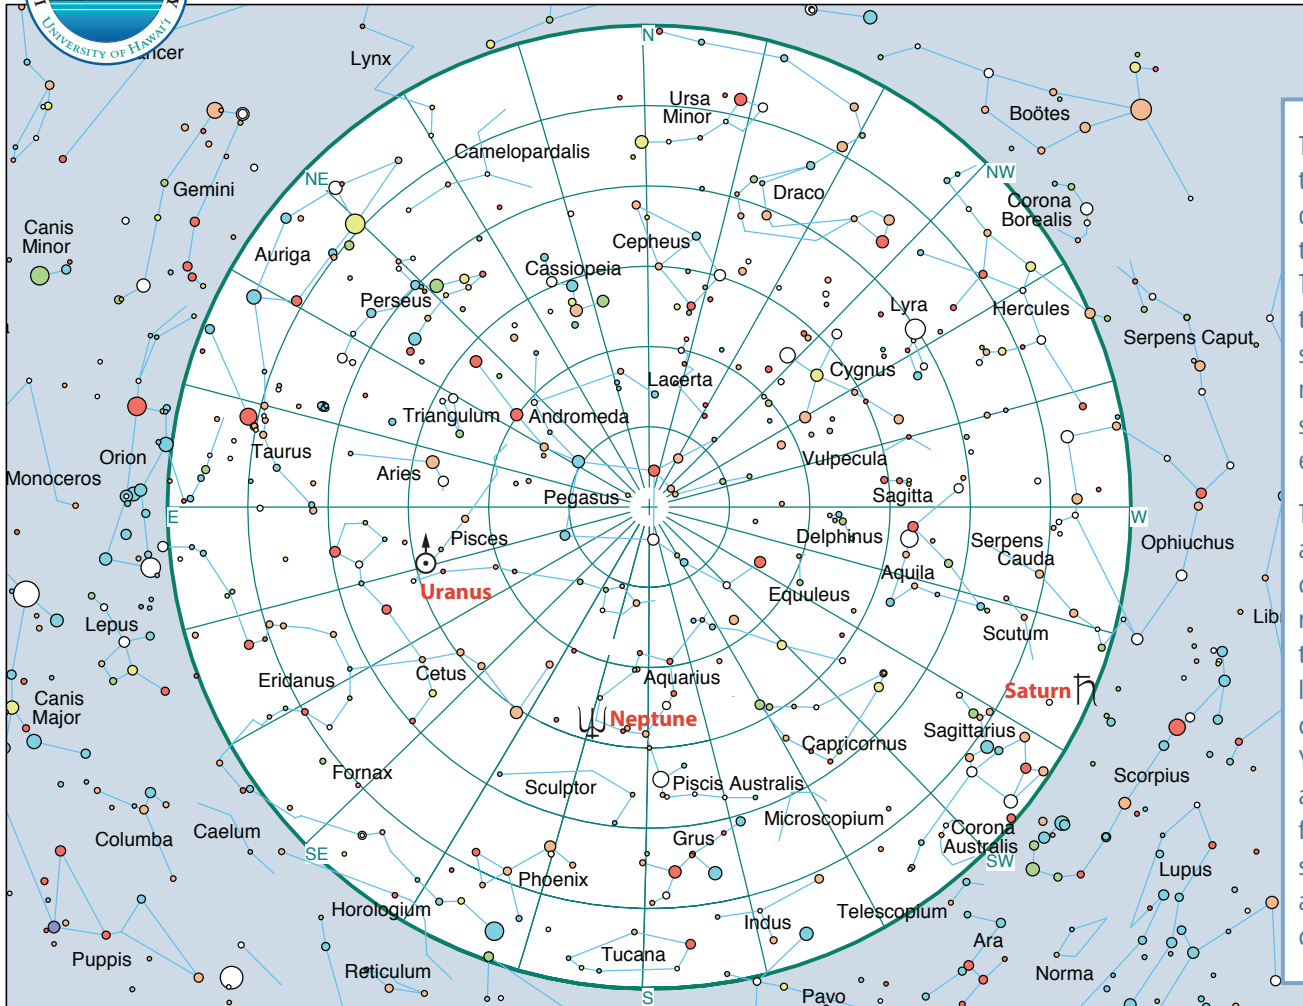 UNIVERSITY OF HAWAI'I
Lynx
N
Ursa
Minor
Boötes
Camelopardalis
NE
NW
Gemini
Draco
Corona
Borealis
Canis
Minor
Auriga
Cepheus
Cassiopeia
Perseus
Lyra
Hercules
Serpens Caput
Lacerta
Cygnus
Triangulum
Andromeda
Orion
Taurus
Aries
Vulpecula
Monoceros
Pegasus
Sagitta
E
W
Pisces
Delphinus
Serpens
Cauda
Ophiuchus
Aquila
Uranus
Equuleus
Lepus
Scutum
Eridanus
Cetus
Aquarius
Saturn
Canis
Major
Neptune
Sagittarius
Capricornus
Fornax
Sculptor
Piscis Australis
Scorpius
Microscopium
Columba
Caelum
Grus
Corona
Australis
SE
SW
Phoenix
Lupus
Horologium
Telescopium
Indus
Tucana
Ara
Puppis
Reticulum
Norma
S
Pavo